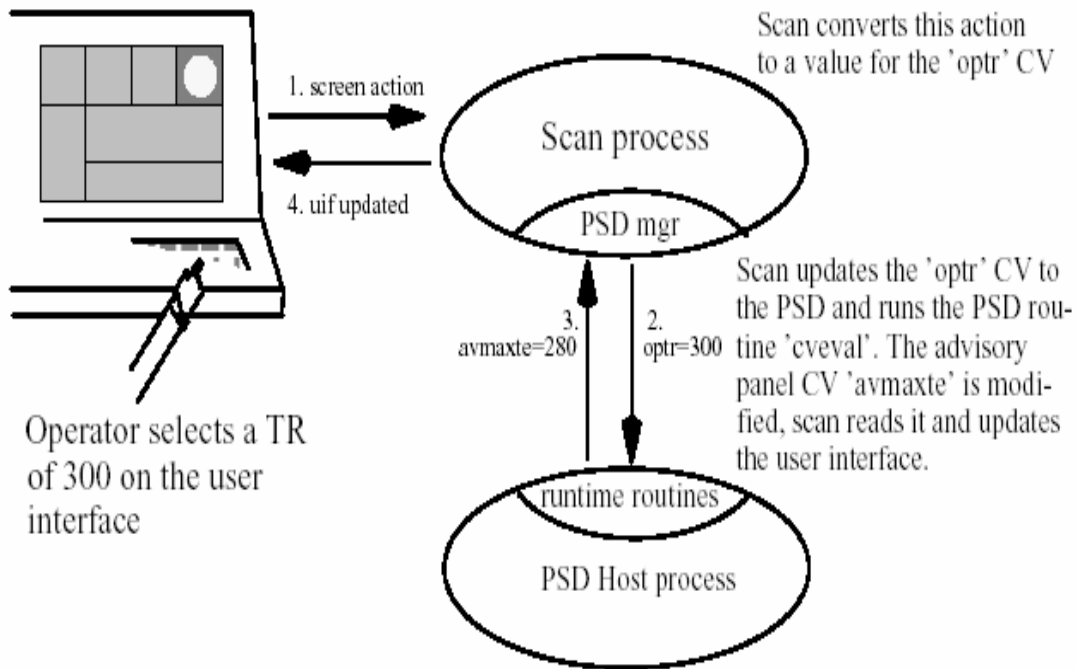 Scan converts this action
to a value for the ’optr’ CV
1. screen action
Scan process
4. uif updated
PSD mgr
Scan updates the ’optr’ CV to
the PSD and runs the PSD rou-
tine ’cveval’. The advisory
panel CV ’avmaxte’ is modi-
fied, scan reads it and updates
the user interface.
3.
avmaxte=280
2.
optr=300
Operator selects a TR
of 300 on the user
interface
runtime routines
PSD Host process